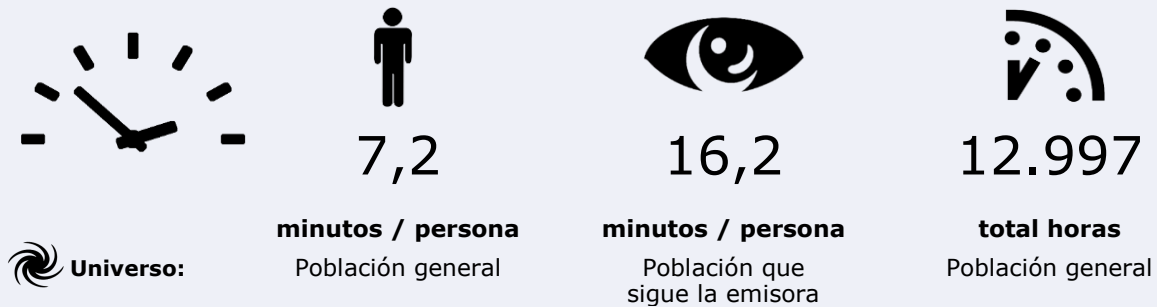 7,2
16,2
12.997
minutos / persona
minutos / persona
total horas
Universo:
Población general
Población que
sigue la emisora
Población general